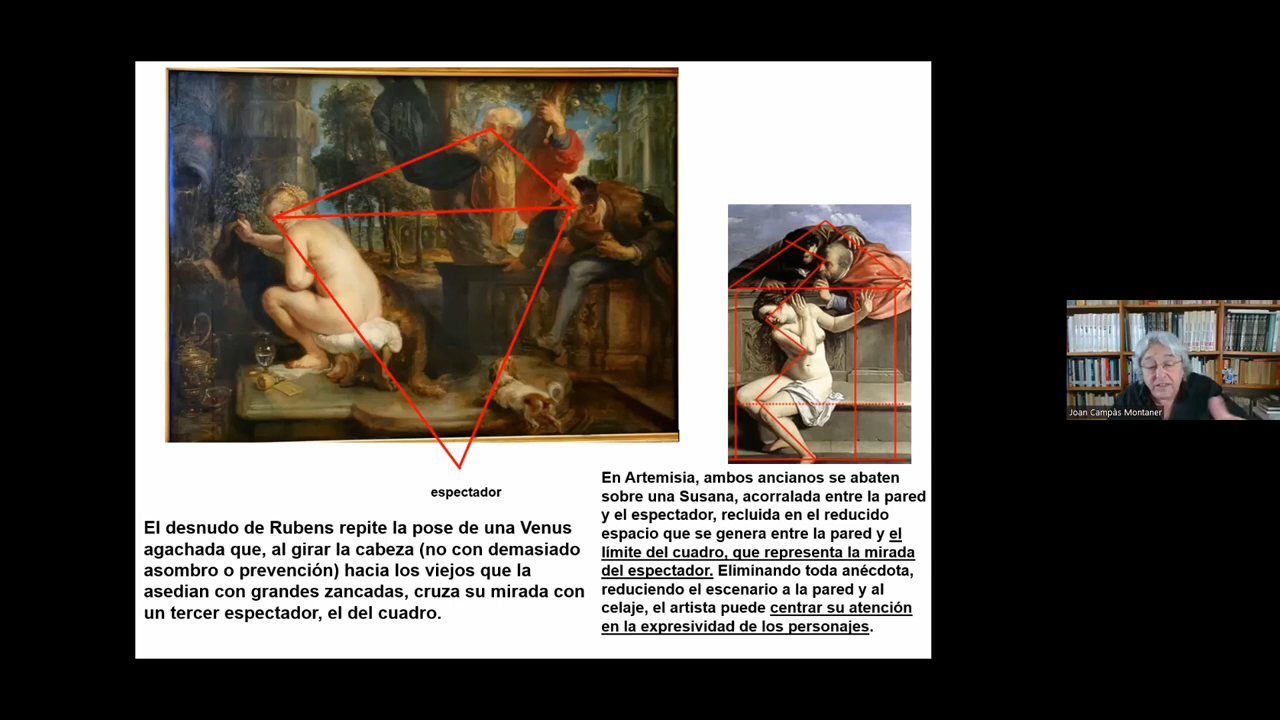 espectador
El desnudo de Rubens repite la pose de una Venus
agachada que, al girar la cabeza (no con demasiado
asombro o prevención) hacia los viejos que la
asedian con grandes zancadas, cruza su mirada con
un tercer espectador, el del cuadro.
En Artemisia, ambos ancianos se abaten
sobre una Susana, acorralada entre la pared
y el espectador, recluida en el reducido
espacio que se genera entre la pared y el
límite del cuadro, que representa la mirada
del espectador. Eliminando toda anécdota,
reduciendo el escenario a la pared y al
celaje, el artista puede centrar su atención
en la expresividad de los personajes.
Joan Campàs Montaner